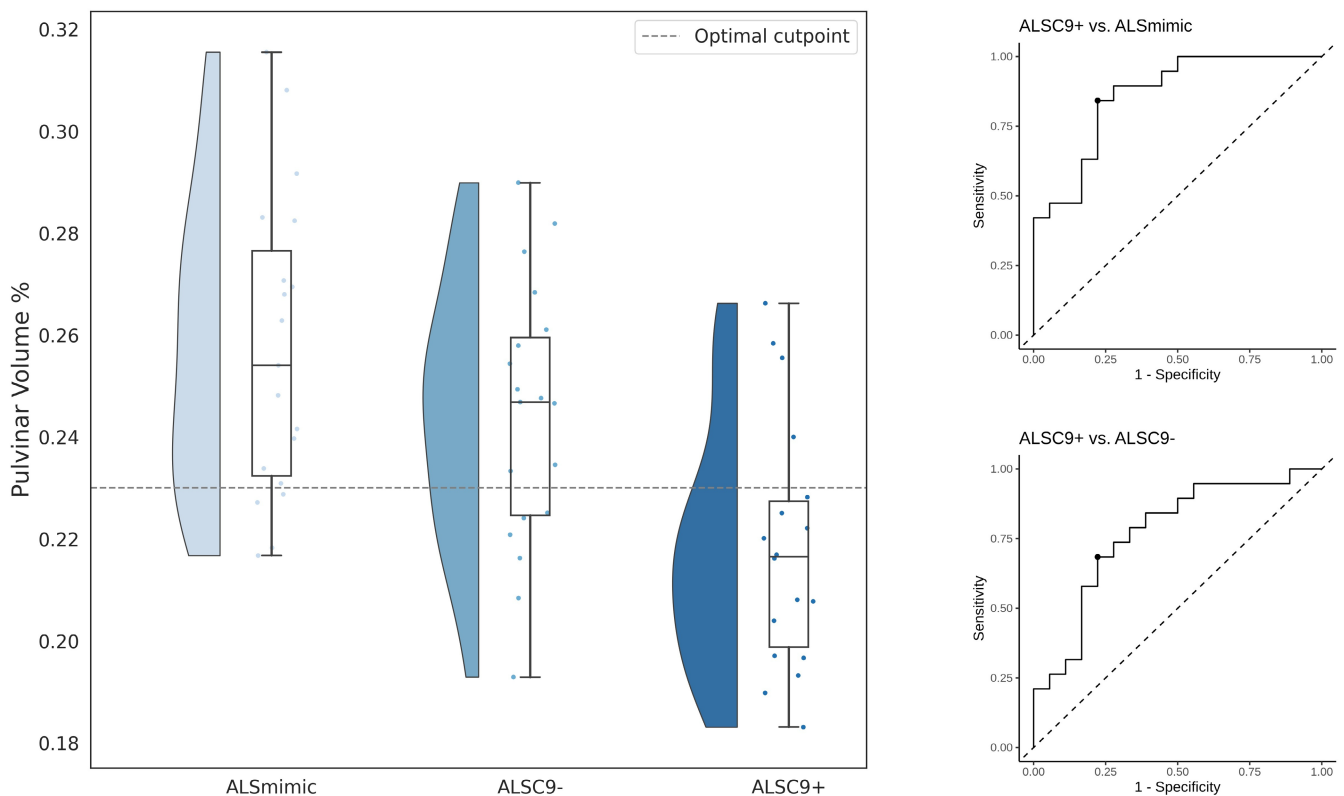 Optimal cutpoint
Pulvinar Volume %
0.32
0.30
0.28
0.26
0.24
0.22
0.20
0.18
ALSmimic
ALSC9-
ALSC9+
ALSC9+ vs. ALSmimic
Sensitivity
1.00
0.75
0.50
0.25
0.00
0.00 0.25 0.50 0.75 1.00
1 - Specificity
ALSC9+ vs. ALSC9-
Sensitivity
1.00
0.75
0.50
0.25
0.00
0.00 0.25 0.50 0.75 1.00
1 - Specificity